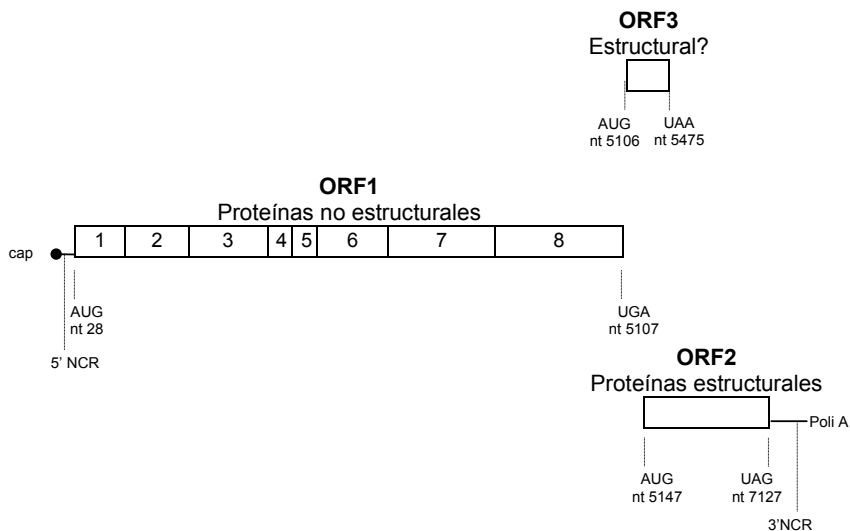 ORF3
Estructural?
AUG UAA
nt 5106 nt 5475
ORF1
Proteínas no estructurales
1 2 3 4 5 6 7 8
cap
AUG UGA
nt 28 nt 5107
5' NCR
ORF2
Proteínas estructurales
Poli A
AUG UAG
nt 5147 nt 7127
3'NCR